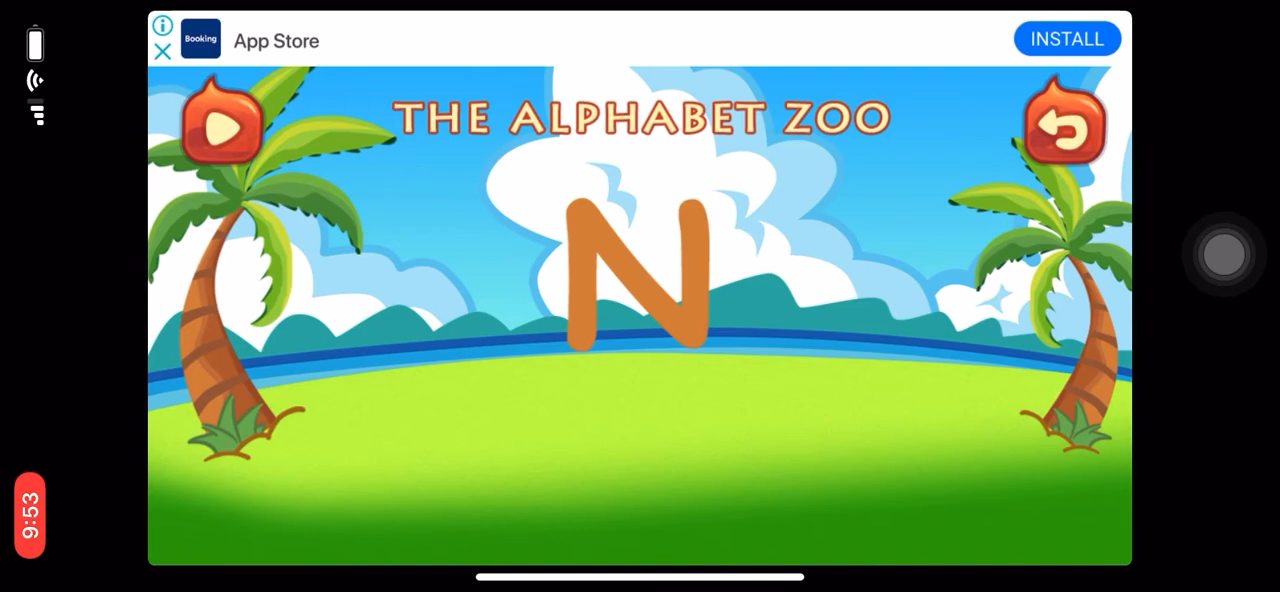 Booking
App Store
INSTALL
THE ALPHABET ZOO
N
9:53